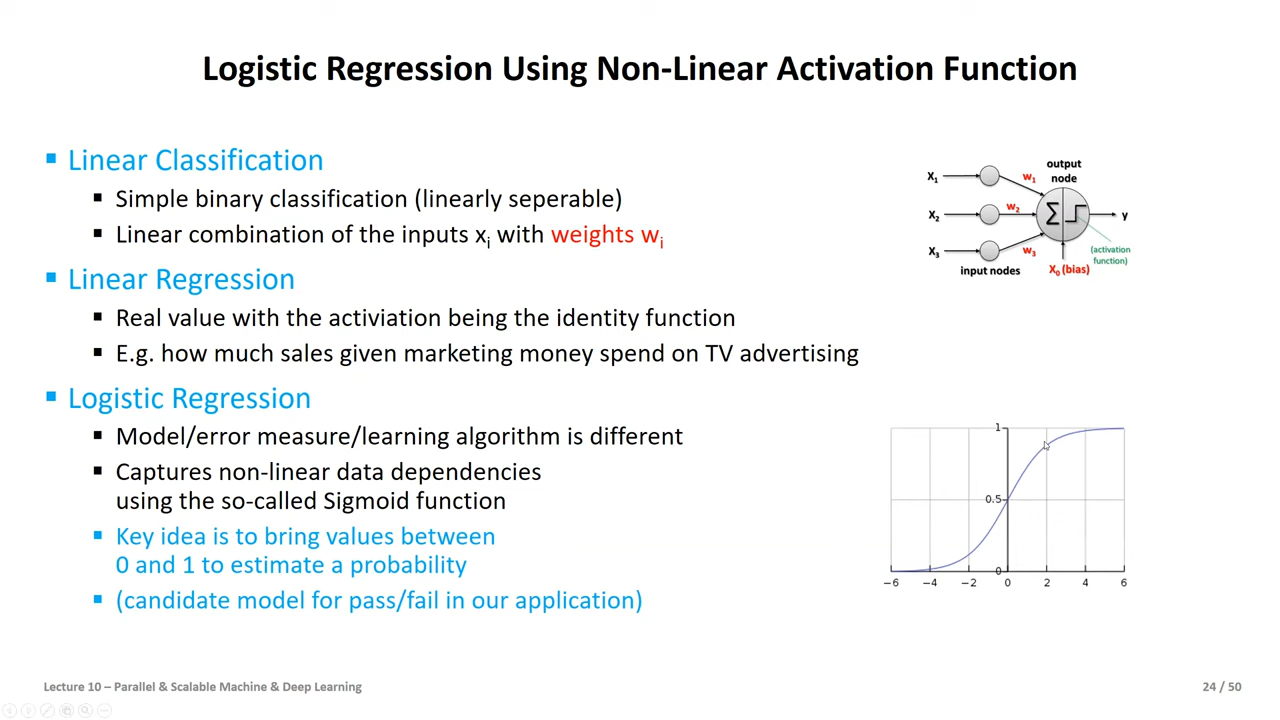 Logistic Regression Using Non-Linear Activation Function
Linear Classification
Simple binary classification (linearly seperable)
Linear combination of the inputs xi with weights wi
Linear Regression
Real value with the activiation being the identity function
E.g. how much sales given marketing money spend on TV advertising
Logistic Regression
Model/error measure/learning algorithm is different
Captures non-linear data dependencies
using the so-called Sigmoid function
Key idea is to bring values between
0 and 1 to estimate a probability
(candidate model for pass/fail in our application)
output
node
X1 w1
X2 w2 Σ y
X3 w3
(activation
function)
input nodes X0 (bias)
1
0.5
0
−6 −4 −2 0 2 4 6
Lecture 10 – Parallel & Scalable Machine & Deep Learning
24 / 50